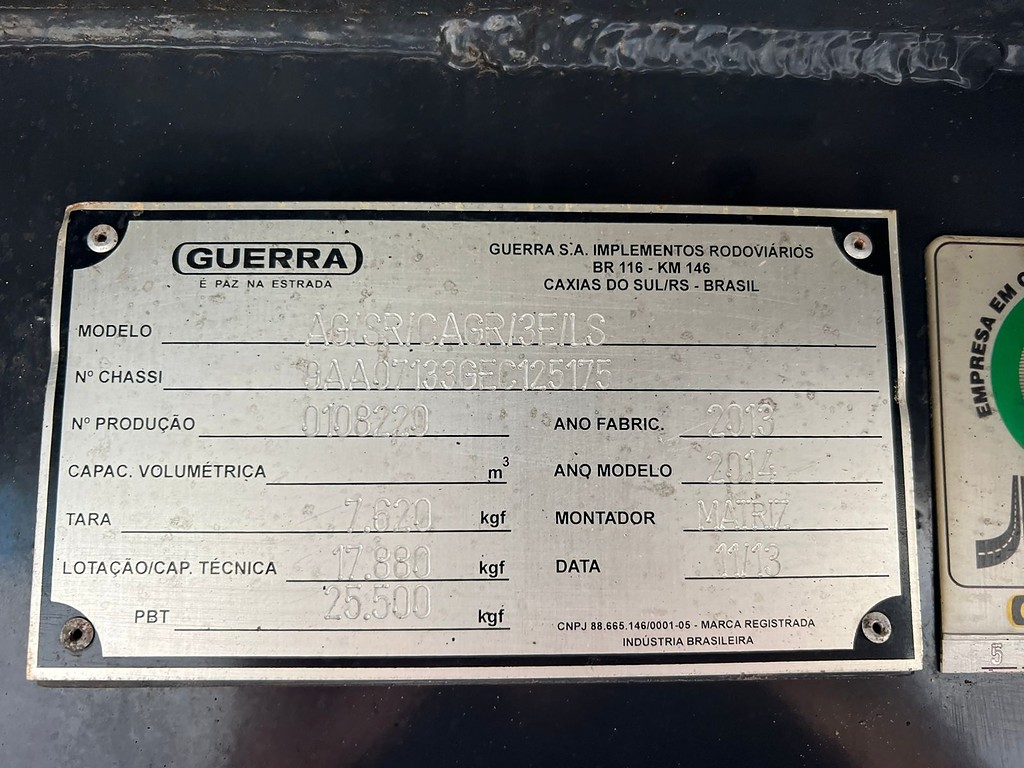 GUERRA
É PAZ NA ESTRADA
GUERRA S.A. IMPLEMENTOS RODOVIÁRIOS
BR 116 - KM 146
CAXIAS DO SUL/RS - BRASIL
MODELO AG/SR/CAGR/3E/LS
Nº CHASSI 9AA07133GEC125175
Nº PRODUÇÃO 0108220 ANO FABRIC. 2013
CAPAC. VOLUMÉTRIÇA m³ ANO MODELO 2014
TARA 7.620 kgf MONTADOR MATRIZ
LOTAÇÃO/CAP. TÉCNICA 17.880 kgf DATA 11/13
PBT 25.500 kgf
CNPJ 88.665.146/0001-05 - MARCA REGISTRADA
INDÚSTRIA BRASILEIRA
EMPRESA EM
5